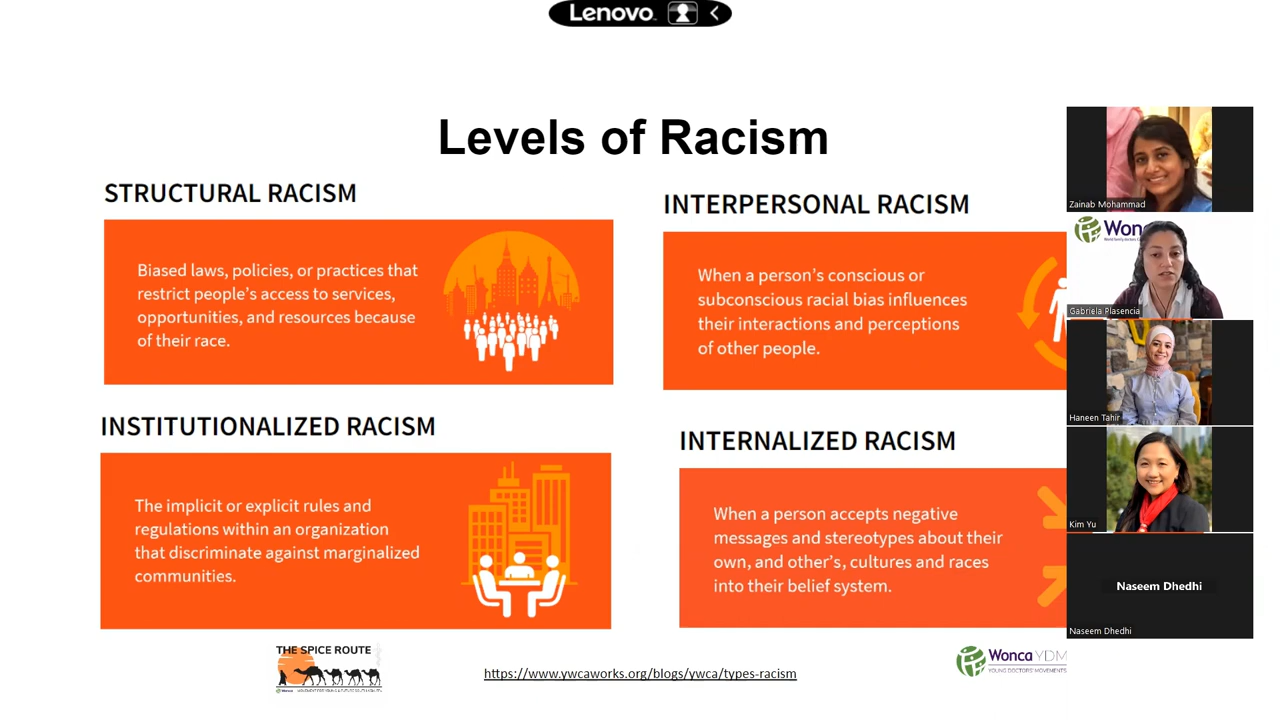 Lenovo
Levels of Racism
STRUCTURAL RACISM
Biased laws, policies, or practices that
restrict people's access to services,
opportunities, and resources because
of their race.
INTERPERSONAL RACISM
When a person's conscious or
subconscious racial bias influences
their interactions and perceptions
of other people.
INSTITUTIONALIZED RACISM
The implicit or explicit rules and
regulations within an organization
that discriminate against marginalized
communities.
INTERNALIZED RACISM
When a person accepts negative
messages and stereotypes about their
own, and other's, cultures and races
into their belief system.
THE SPICE ROUTE
https://www.ywcaworks.org/blogs/ywca/types-racism
Wonca YDM
YOUNG DOCTORS' MOVEMENTS
Zainab Mohammad
Gabriela Plasencia
Haneen Tahir
Kim Yu
Naseem Dhedhi
Naseem Dhedhi